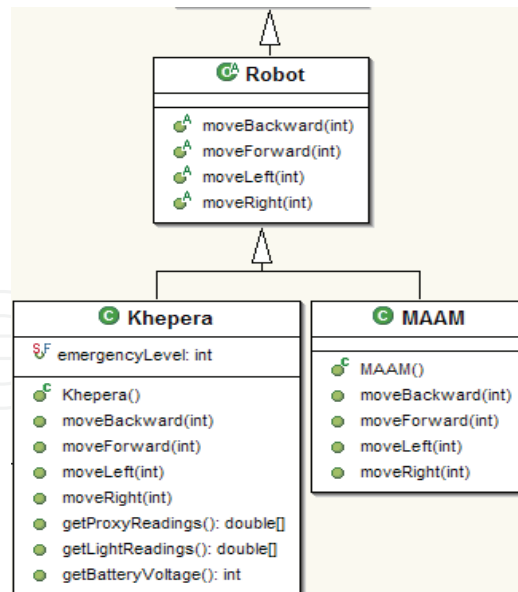 Robot
moveBackward(int)
moveForward(int)
moveLeft(int)
moveRight(int)
Khepera
emergencyLevel: int
Khepera()
moveBackward(int)
moveForward(int)
moveLeft(int)
moveRight(int)
getProxyReadings(): double[]
getLightReadings(): double[]
getBatteryVoltage(): int
MAAM
MAAM()
moveBackward(int)
moveForward(int)
moveLeft(int)
moveRight(int)